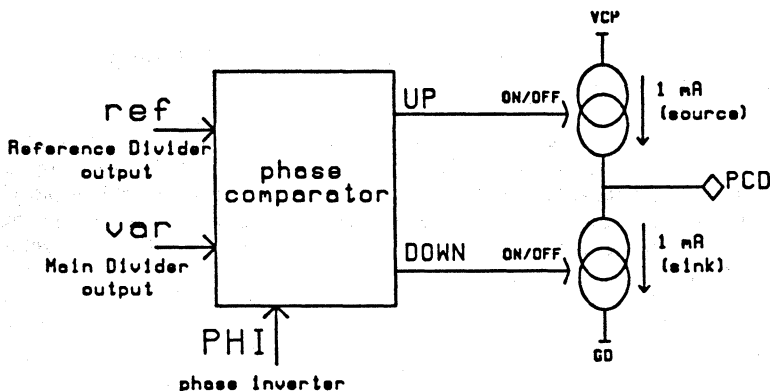 VCP
ref
Reference Divider
output
UP
ON/OFF
1 mA
(source)
phase
comparator
PCD
var
Main Divider
output
DOWN
ON/OFF
1 mA
(sink)
PHI
phase inverter
GD